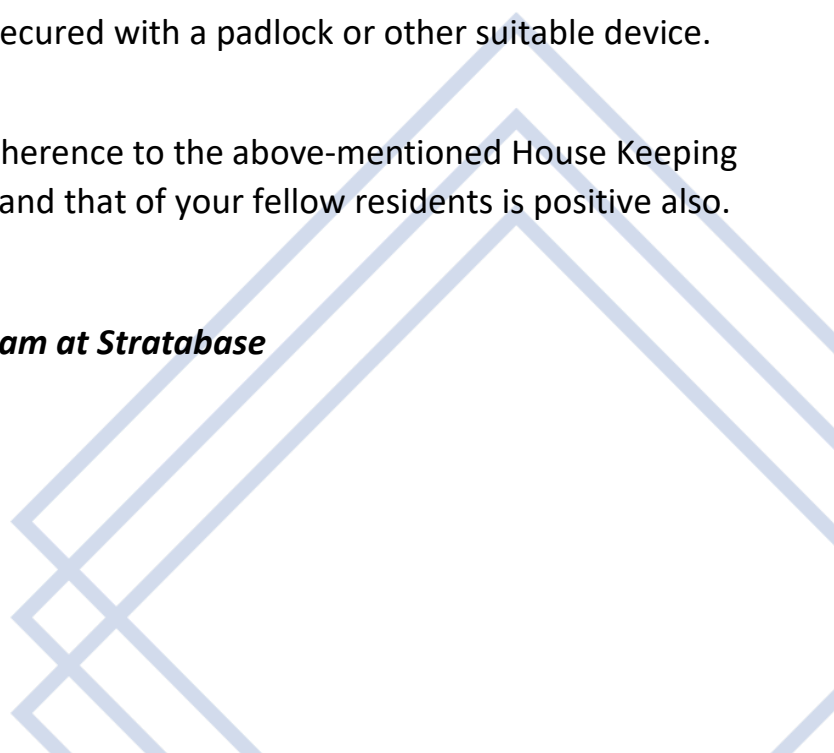 ecured with a padlock or other suitable device.
herence to the above-mentioned House Keeping
and that of your fellow residents is positive also.
am at Stratabase